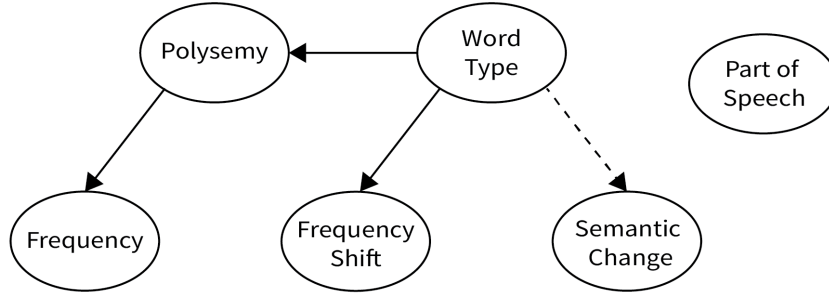 Polysemy
Word
Type
Part of
Speech
Frequency
Frequency
Shift
Semantic
Change